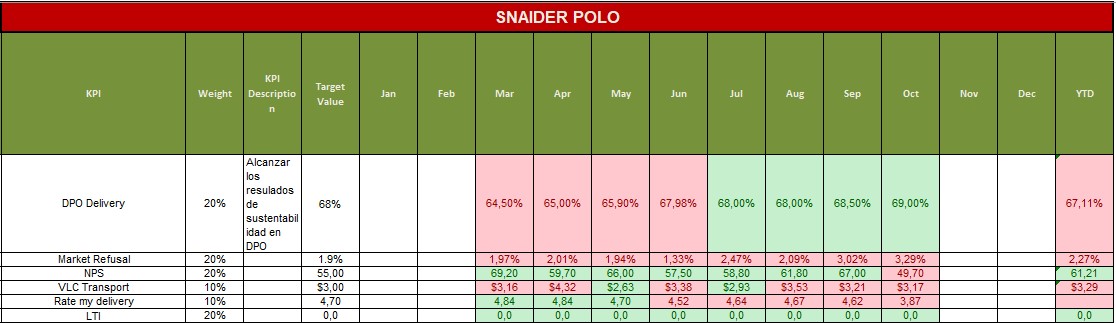 SNAIDER POLO
KPI Weight KPI Descriptio n Target Value Jan Feb Mar Apr May Jun Jul Aug Sep Oct Nov Dec YTD
DPO Delivery 20% Alcanzar los resulados de sustentabil idad en DPO 68% 64,50% 65,00% 65,90% 67,98% 68,00% 68,00% 68,50% 69,00% 67,11%
Market Refusal 20% 1.9% 1,97% 2,01% 1,94% 1,33% 2,47% 2,09% 3,02% 3,29% 2,27%
NPS 20% 55,00 69,20 59,70 66,00 57,50 58,80 61,80 67,00 49,70 61,21
VLC Transport 10% $3,00 $3,16 $4,32 $2,63 $3,38 $2,93 $3,53 $3,21 $3,17 $3,29
Rate my delivery 10% 4,70 4,84 4,84 4,70 4,52 4,64 4,67 4,62 3,87
LTI 20% 0,0 0,0 0,0 0,0 0,0 0,0 0,0 0,0 0,0 0,0